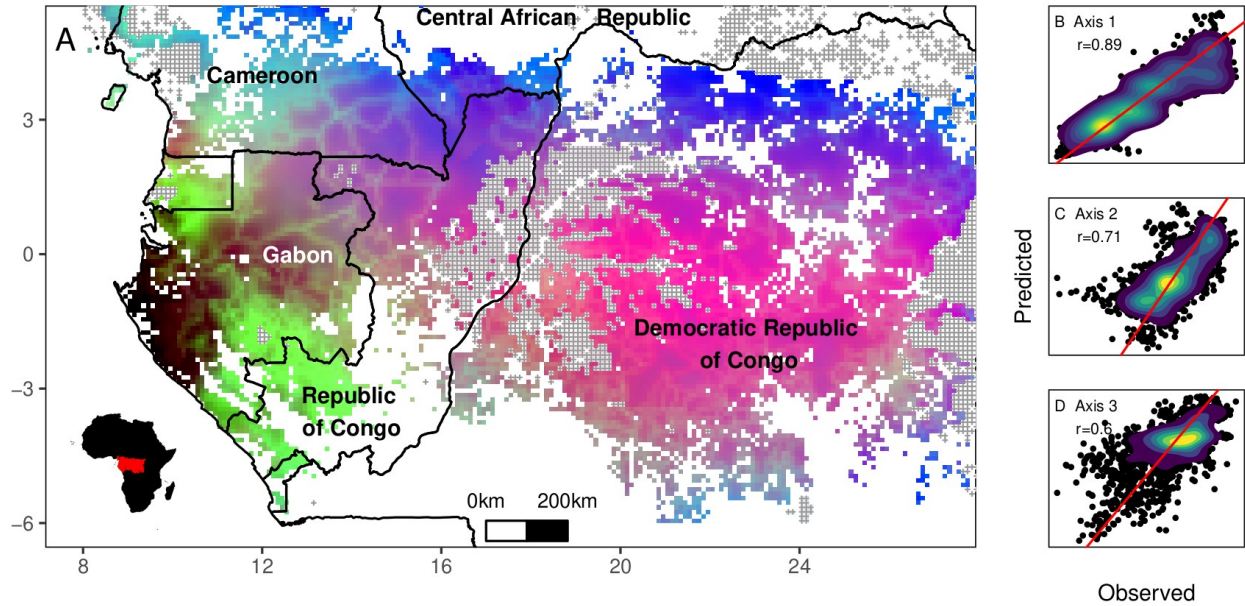 A
Central African Republic
Cameroon
Gabon
Democratic Republic
of Congo
Republic
of Congo
0km 200km
3
0
−3
−6
8 12 16 20 24
B Axis 1
r=0.89
C Axis 2
r=0.71
D Axis 3
r=0.6
Predicted
Observed